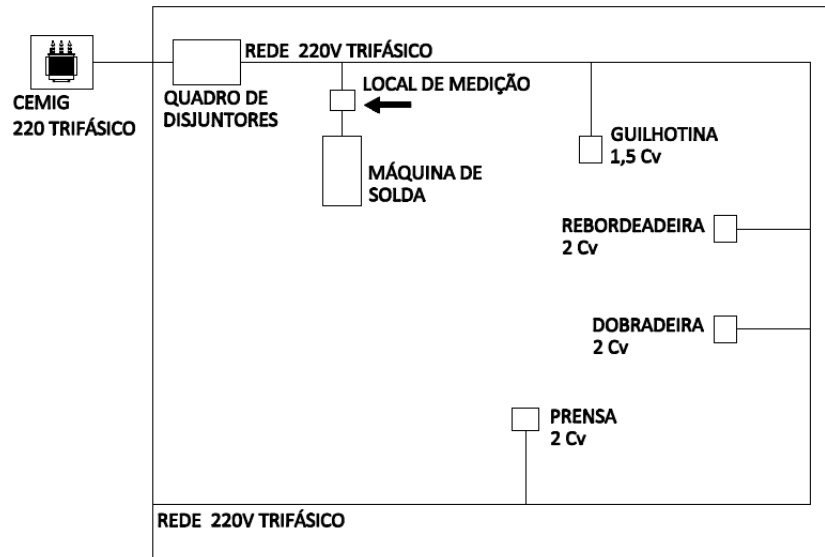 REDE 220V TRIFÁSICO
CEMIG
220 TRIFÁSICO
QUADRO DE
DISJUNTORES
LOCAL DE MEDIÇÃO
MÁQUINA DE
SOLDA
GUILHOTINA
1,5 Cv
REBORDEADEIRA
2 Cv
DOBRADEIRA
2 Cv
PRENSA
2 Cv
REDE 220V TRIFÁSICO